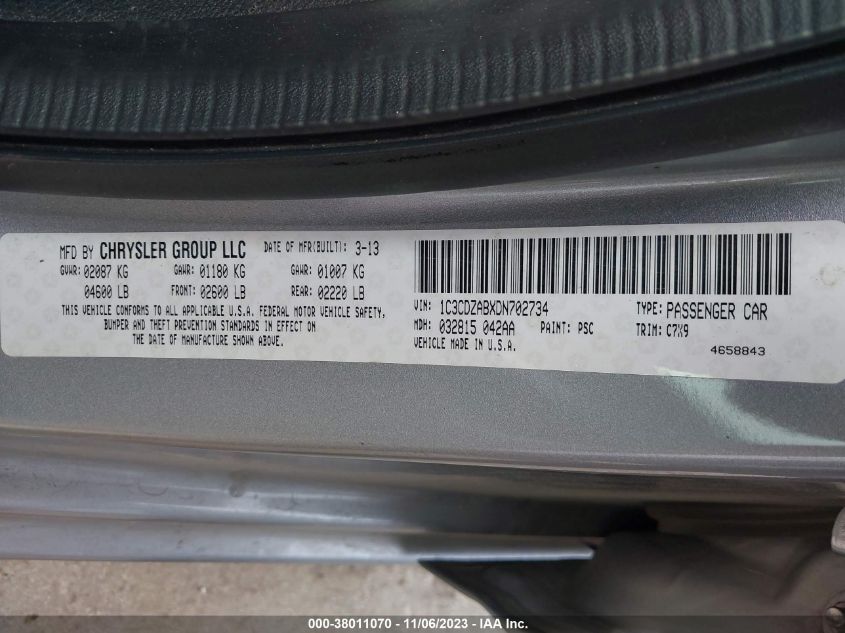 MFD BY CHRYSLER GROUP LLC DATE OF MFR(BUILT): 3-13
GVWR: 02087 KG GAWR: 01180 KG GAWR: 01007 KG
04600 LB FRONT: 02600 LB REAR: 02220 LB
THIS VEHICLE CONFORMS TO ALL APPLICABLE U.S.A. FEDERAL MOTOR VEHICLE SAFETY,
BUMPER AND THEFT PREVENTION STANDARDS IN EFFECT ON
THE DATE OF MANUFACTURE SHOWN ABOVE.
VIN: 1C3CDZABXDN702734 TYPE: PASSENGER CAR
MDH: 032815 042AA PAINT: PSC TRIM: C7X9
VEHICLE MADE IN U.S.A. 4658843
000-38011070 - 11/06/2023 - IAA Inc.